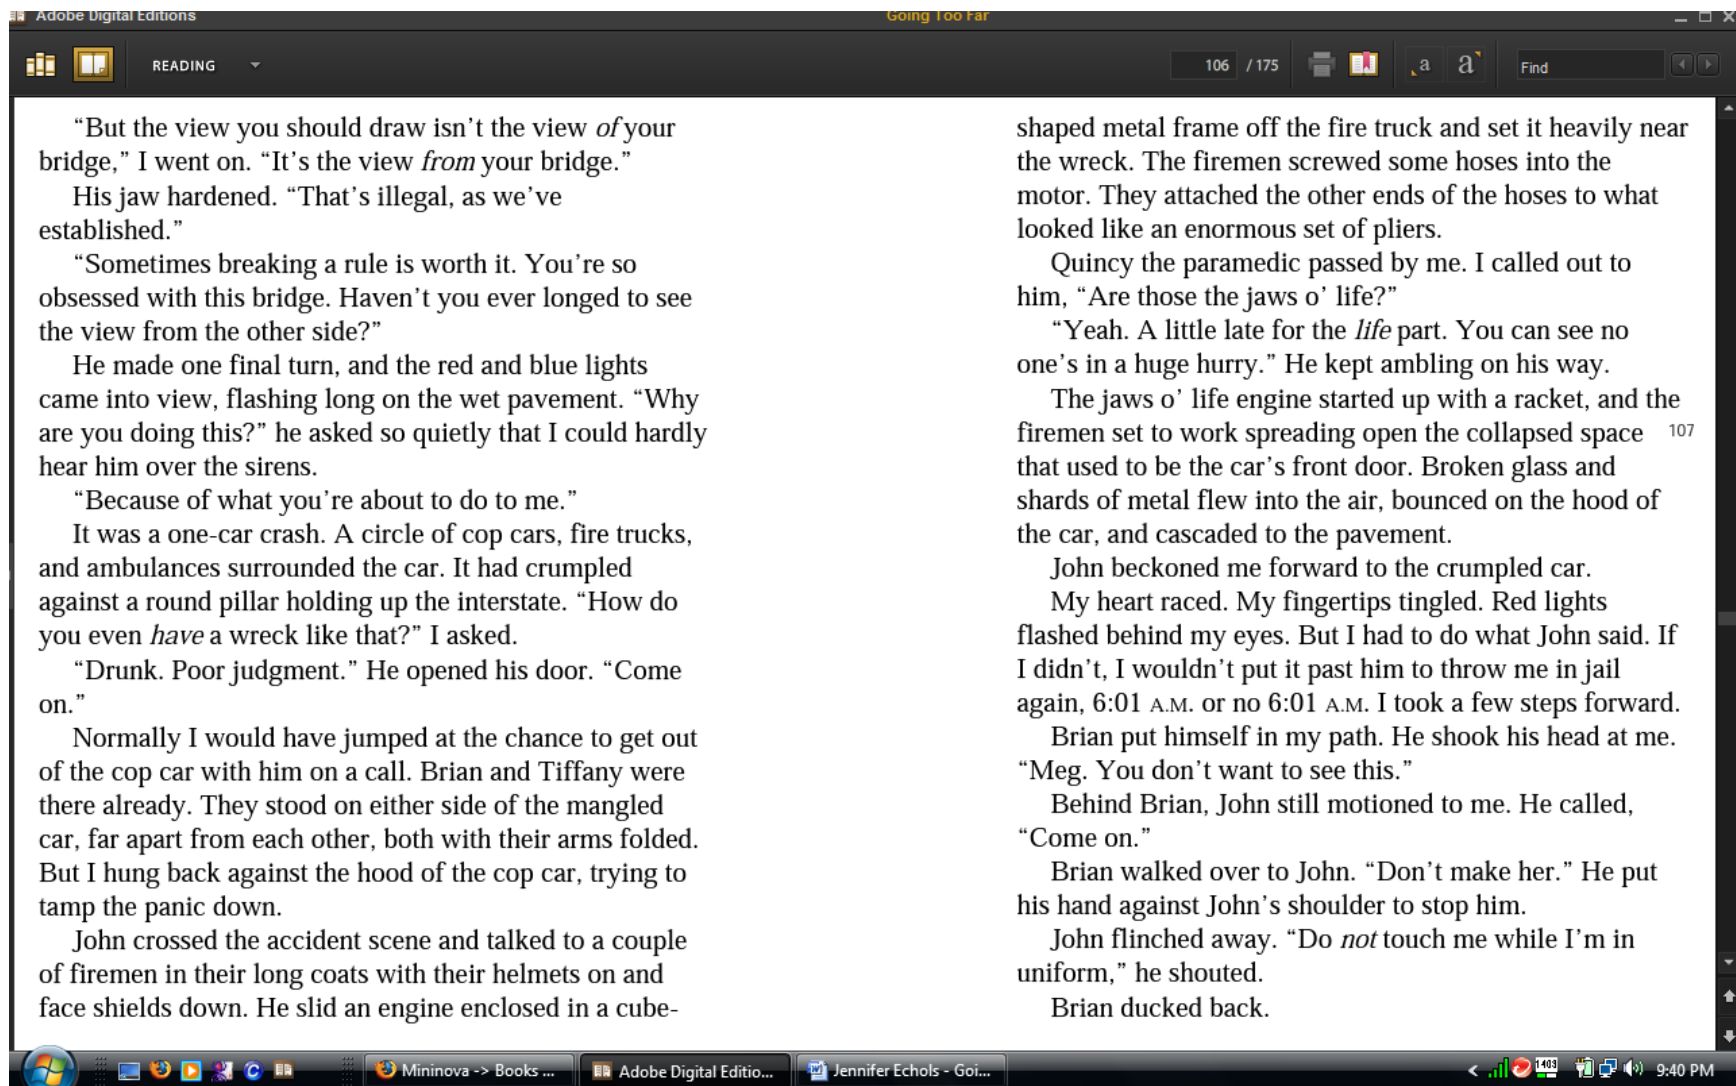 Adobe Digital Editions
Going Too Far
READING
106 / 175
a
a
Find
“But the view you should draw isn’t the view of your
bridge,” I went on. “It’s the view from your bridge.”
His jaw hardened. “That’s illegal, as we’ve
established.”
“Sometimes breaking a rule is worth it. You’re so
obsessed with this bridge. Haven’t you ever longed to see
the view from the other side?”
He made one final turn, and the red and blue lights
came into view, flashing long on the wet pavement. “Why
are you doing this?” he asked so quietly that I could hardly
hear him over the sirens.
“Because of what you’re about to do to me.”
It was a one-car crash. A circle of cop cars, fire trucks,
and ambulances surrounded the car. It had crumpled
against a round pillar holding up the interstate. “How do
you even have a wreck like that?” I asked.
“Drunk. Poor judgment.” He opened his door. “Come
on.”
Normally I would have jumped at the chance to get out
of the cop car with him on a call. Brian and Tiffany were
there already. They stood on either side of the mangled
car, far apart from each other, both with their arms folded.
But I hung back against the hood of the cop car, trying to
tamp the panic down.
John crossed the accident scene and talked to a couple
of firemen in their long coats with their helmets on and
face shields down. He slid an engine enclosed in a cube-
shaped metal frame off the fire truck and set it heavily near
the wreck. The firemen screwed some hoses into the
motor. They attached the other ends of the hoses to what
looked like an enormous set of pliers.
Quincy the paramedic passed by me. I called out to
him, “Are those the jaws o’ life?”
“Yeah. A little late for the life part. You can see no
one’s in a huge hurry.” He kept ambling on his way.
The jaws o’ life engine started up with a racket, and the
firemen set to work spreading open the collapsed space 107
that used to be the car’s front door. Broken glass and
shards of metal flew into the air, bounced on the hood of
the car, and cascaded to the pavement.
John beckoned me forward to the crumpled car.
My heart raced. My fingertips tingled. Red lights
flashed behind my eyes. But I had to do what John said. If
I didn’t, I wouldn’t put it past him to throw me in jail
again, 6:01 A.M. or no 6:01 A.M. I took a few steps forward.
Brian put himself in my path. He shook his head at me.
“Meg. You don’t want to see this.”
Behind Brian, John still motioned to me. He called,
“Come on.”
Brian walked over to John. “Don’t make her.” He put
his hand against John’s shoulder to stop him.
John flinched away. “Do not touch me while I’m in
uniform,” he shouted.
Brian ducked back.
Mininova -> Books ...
Adobe Digital Editio...
Jennifer Echols - Goi...
9:40 PM